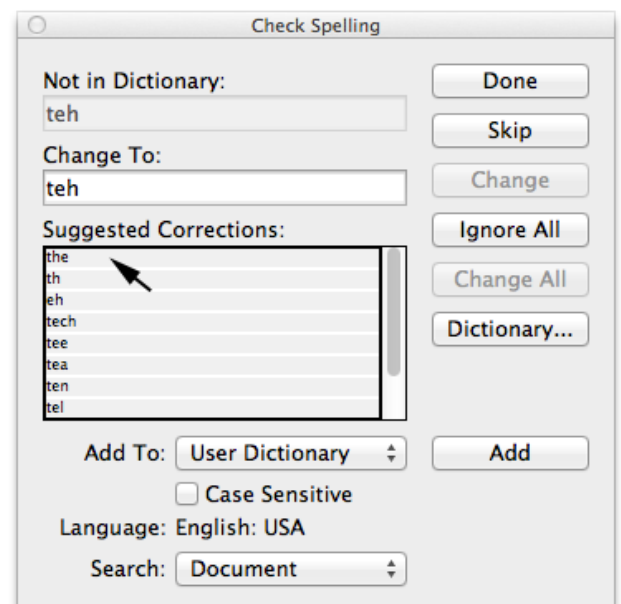 Check Spelling
Not in Dictionary:
Done
teh
Skip
Change To:
teh
Change
Suggested Corrections:
Ignore All
the
th
Change All
eh
tech
Dictionary...
tee
tea
ten
tel
Add To: User Dictionary
Add
Case Sensitive
Language: English: USA
Search: Document